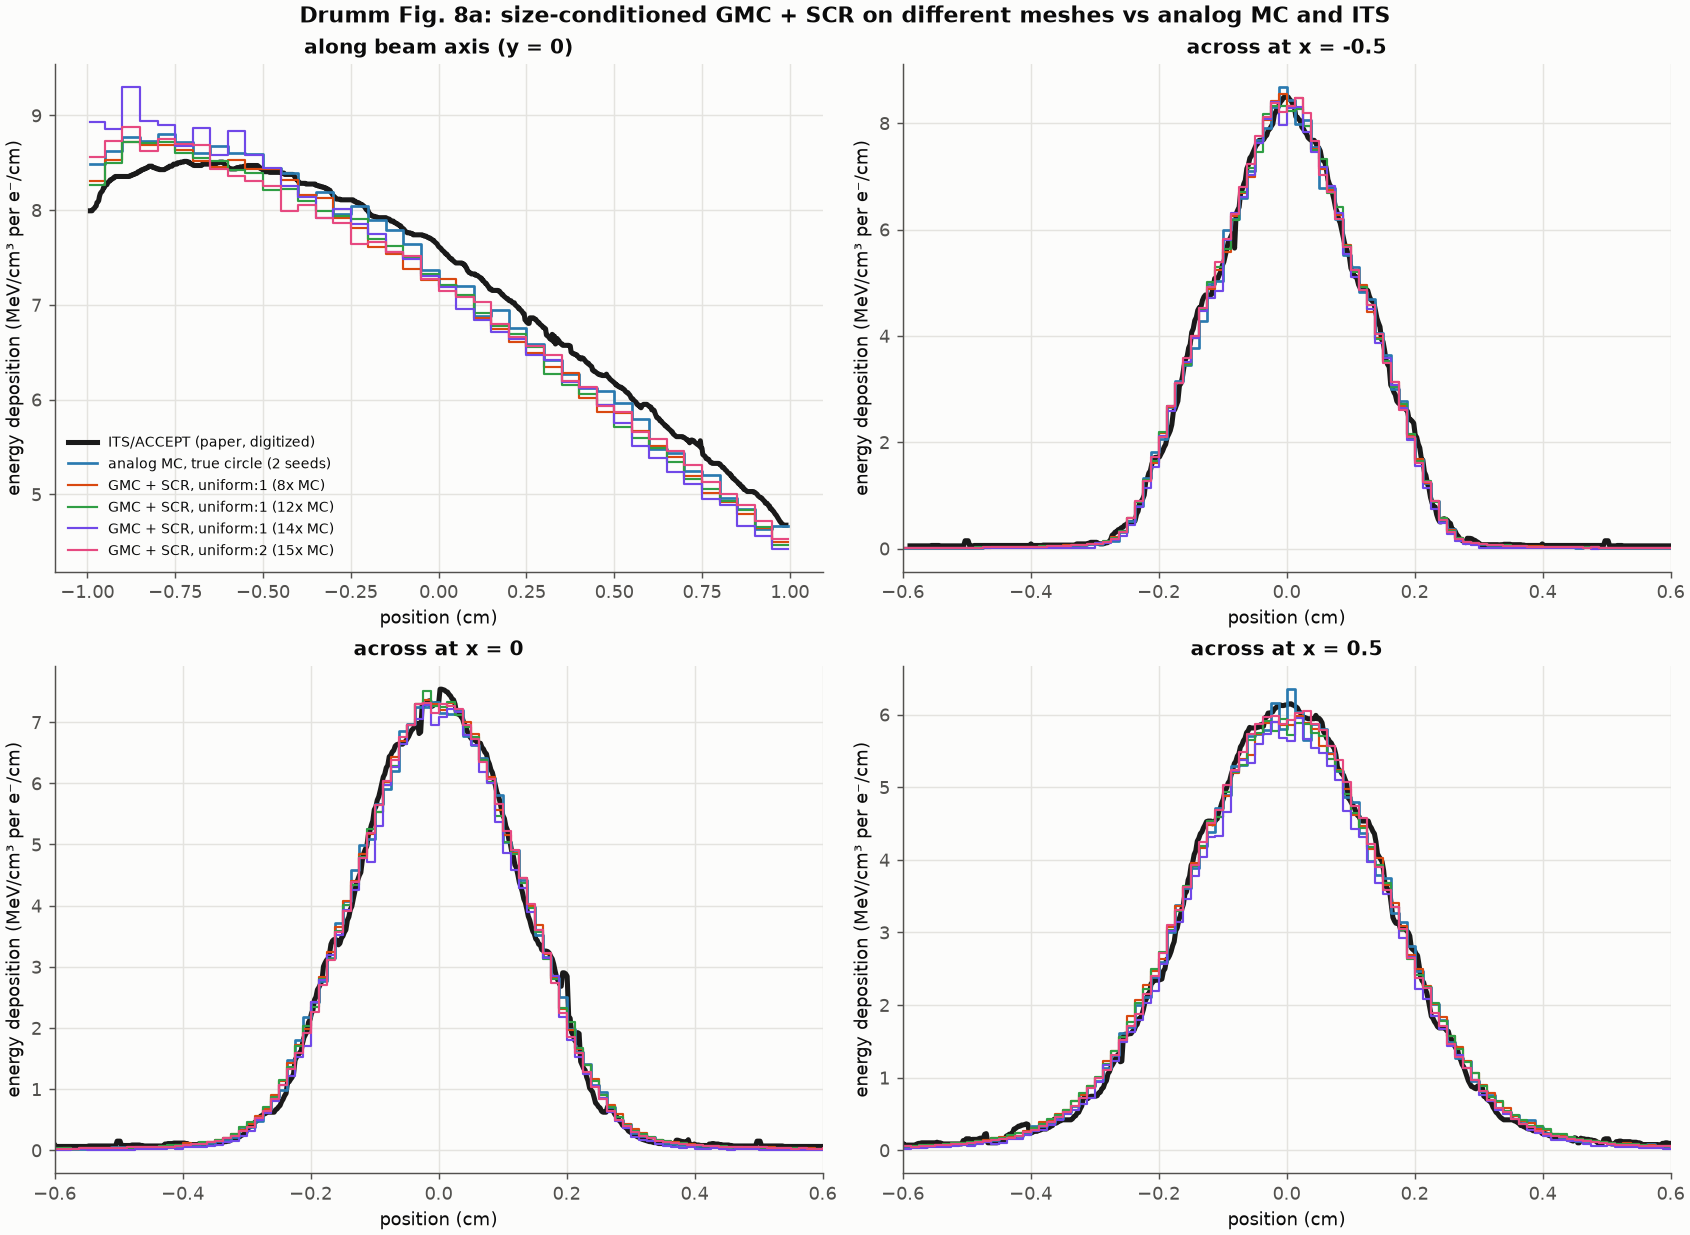 Drumm Fig. 8a: size-conditioned GMC + SCR on different meshes vs analog MC and ITS
along beam axis (y = 0)
energy deposition (MeV/cm³ per e⁻/cm)
9
8
7
6
5
ITS/ACCEPT (paper, digitized)
analog MC, true circle (2 seeds)
GMC + SCR, uniform:1 (8x MC)
GMC + SCR, uniform:1 (12x MC)
GMC + SCR, uniform:1 (14x MC)
GMC + SCR, uniform:2 (15x MC)
−1.00 −0.75 −0.50 −0.25 0.00 0.25 0.50 0.75 1.00
position (cm)
across at x = -0.5
energy deposition (MeV/cm³ per e⁻/cm)
8
6
4
2
0
−0.6 −0.4 −0.2 0.0 0.2 0.4 0.6
position (cm)
across at x = 0
energy deposition (MeV/cm³ per e⁻/cm)
7
6
5
4
3
2
1
0
−0.6 −0.4 −0.2 0.0 0.2 0.4 0.6
position (cm)
across at x = 0.5
energy deposition (MeV/cm³ per e⁻/cm)
6
5
4
3
2
1
0
−0.6 −0.4 −0.2 0.0 0.2 0.4 0.6
position (cm)